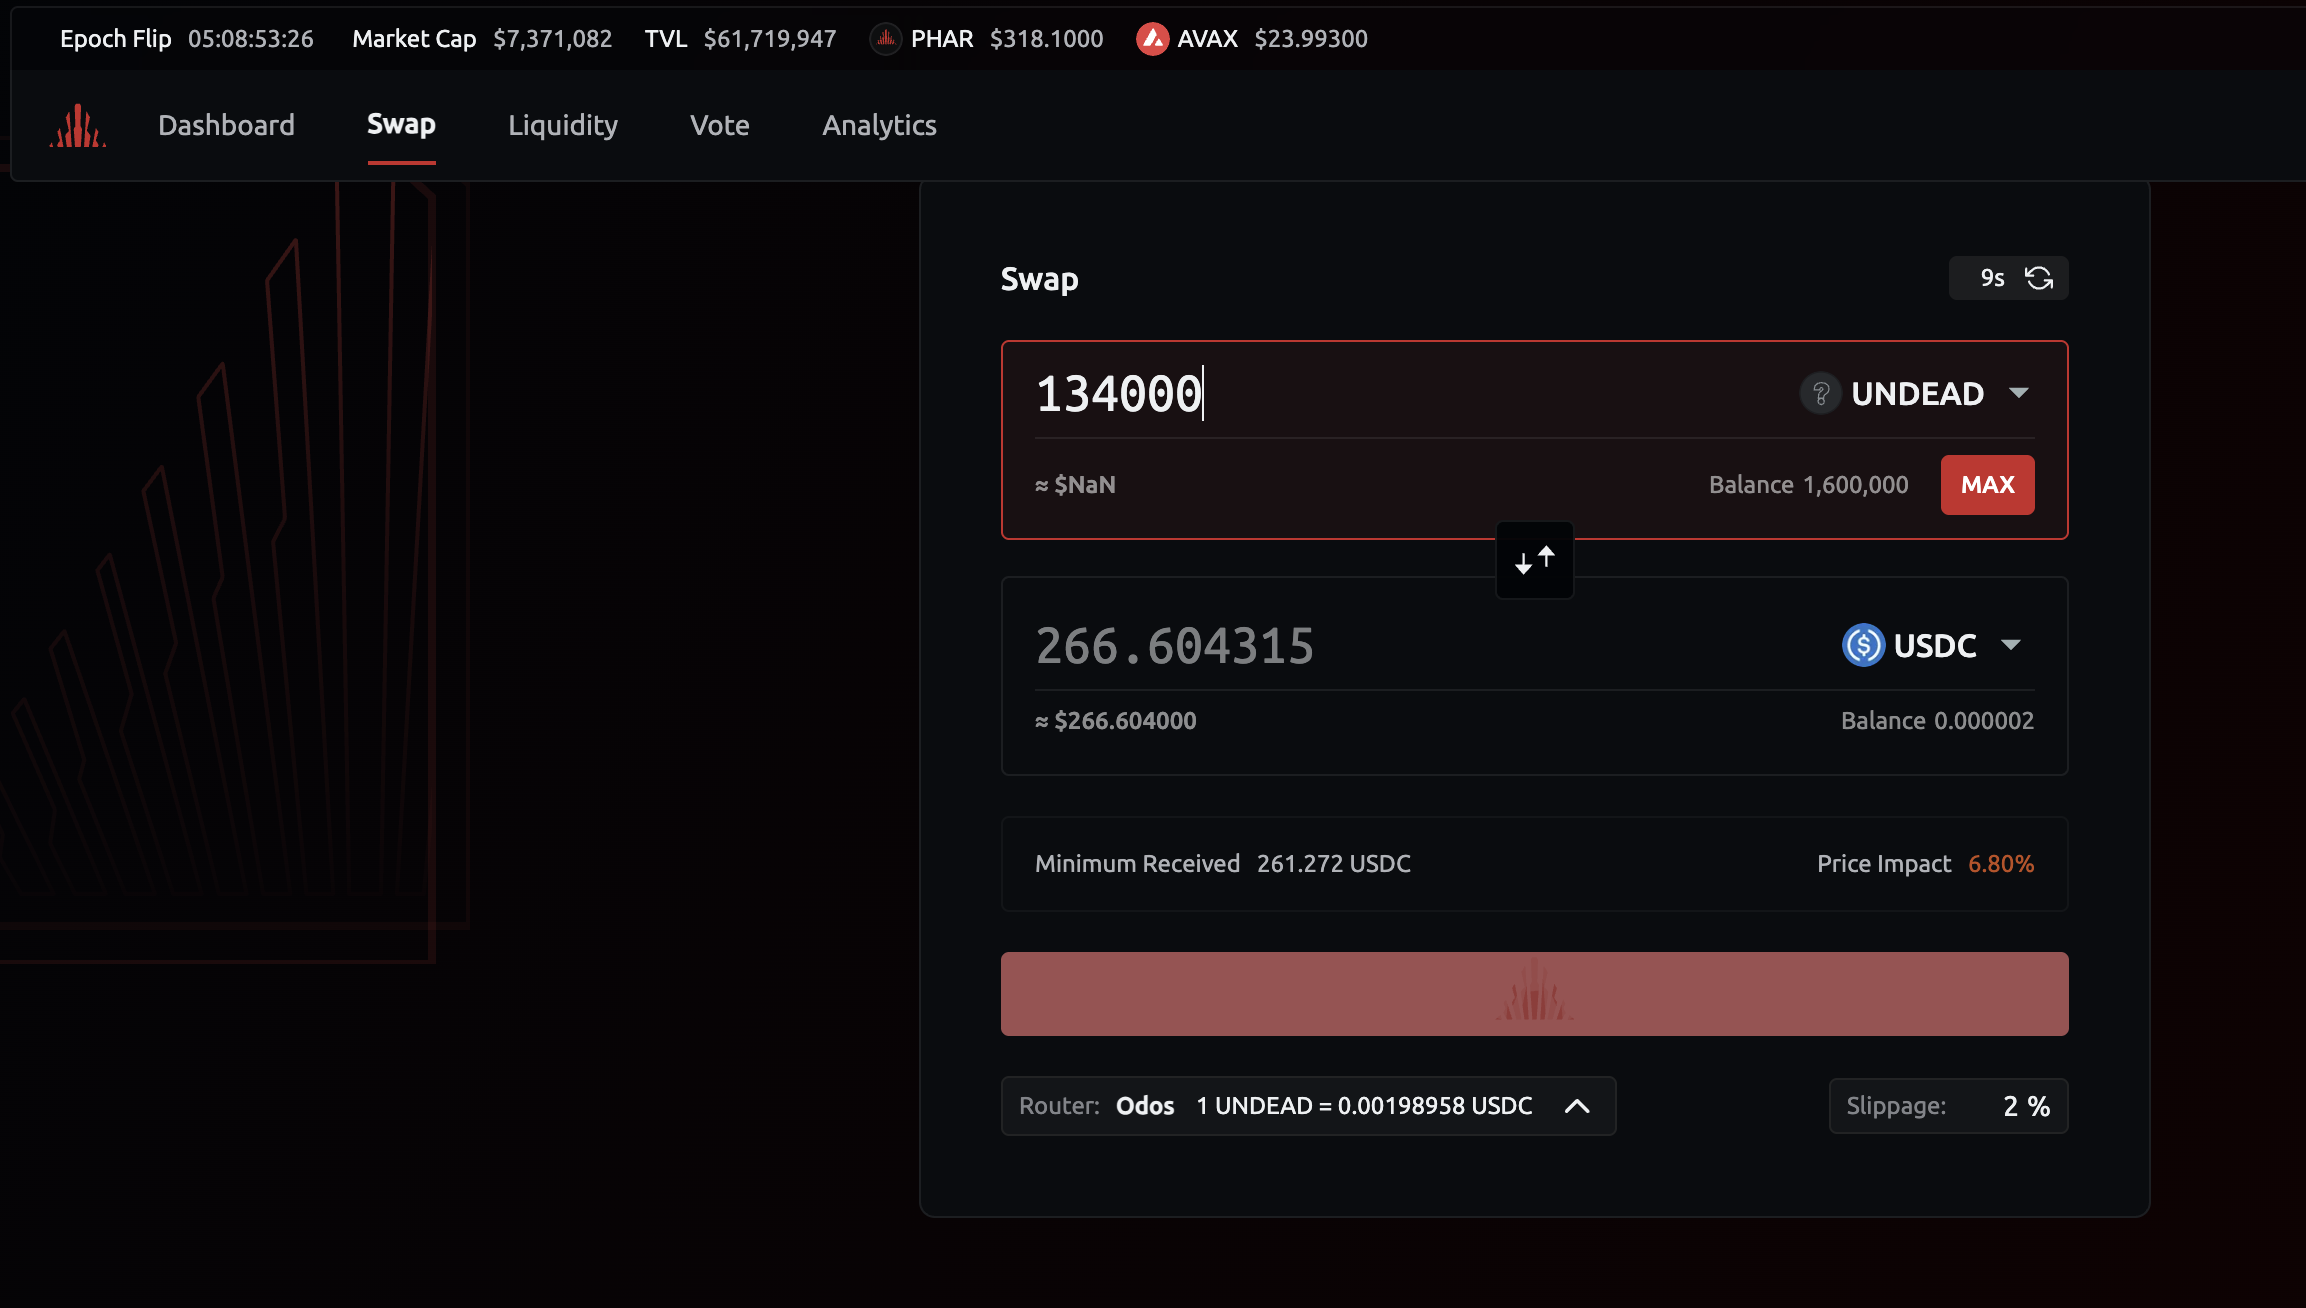 Epoch Flip 05:08:53:26 Market Cap $7,371,082 TVL $61,719,947 PHAR $318.1000 AVAX $23.99300
Dashboard Swap Liquidity Vote Analytics
Swap 9s
134000 ? UNDEAD
≈ $NaN Balance 1,600,000 MAX
266.604315 USDC
≈ $266.604000 Balance 0.000002
Minimum Received 261.272 USDC Price Impact 6.80%
Router: Odos 1 UNDEAD = 0.00198958 USDC Slippage: 2 %